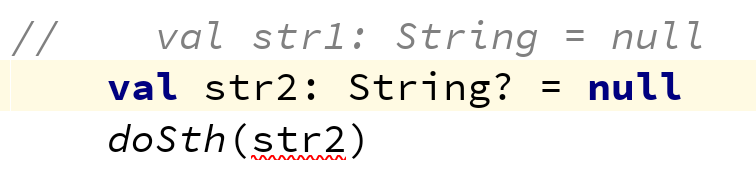 //    val str1: String = null
    val str2: String? = null
    doSth(str2)